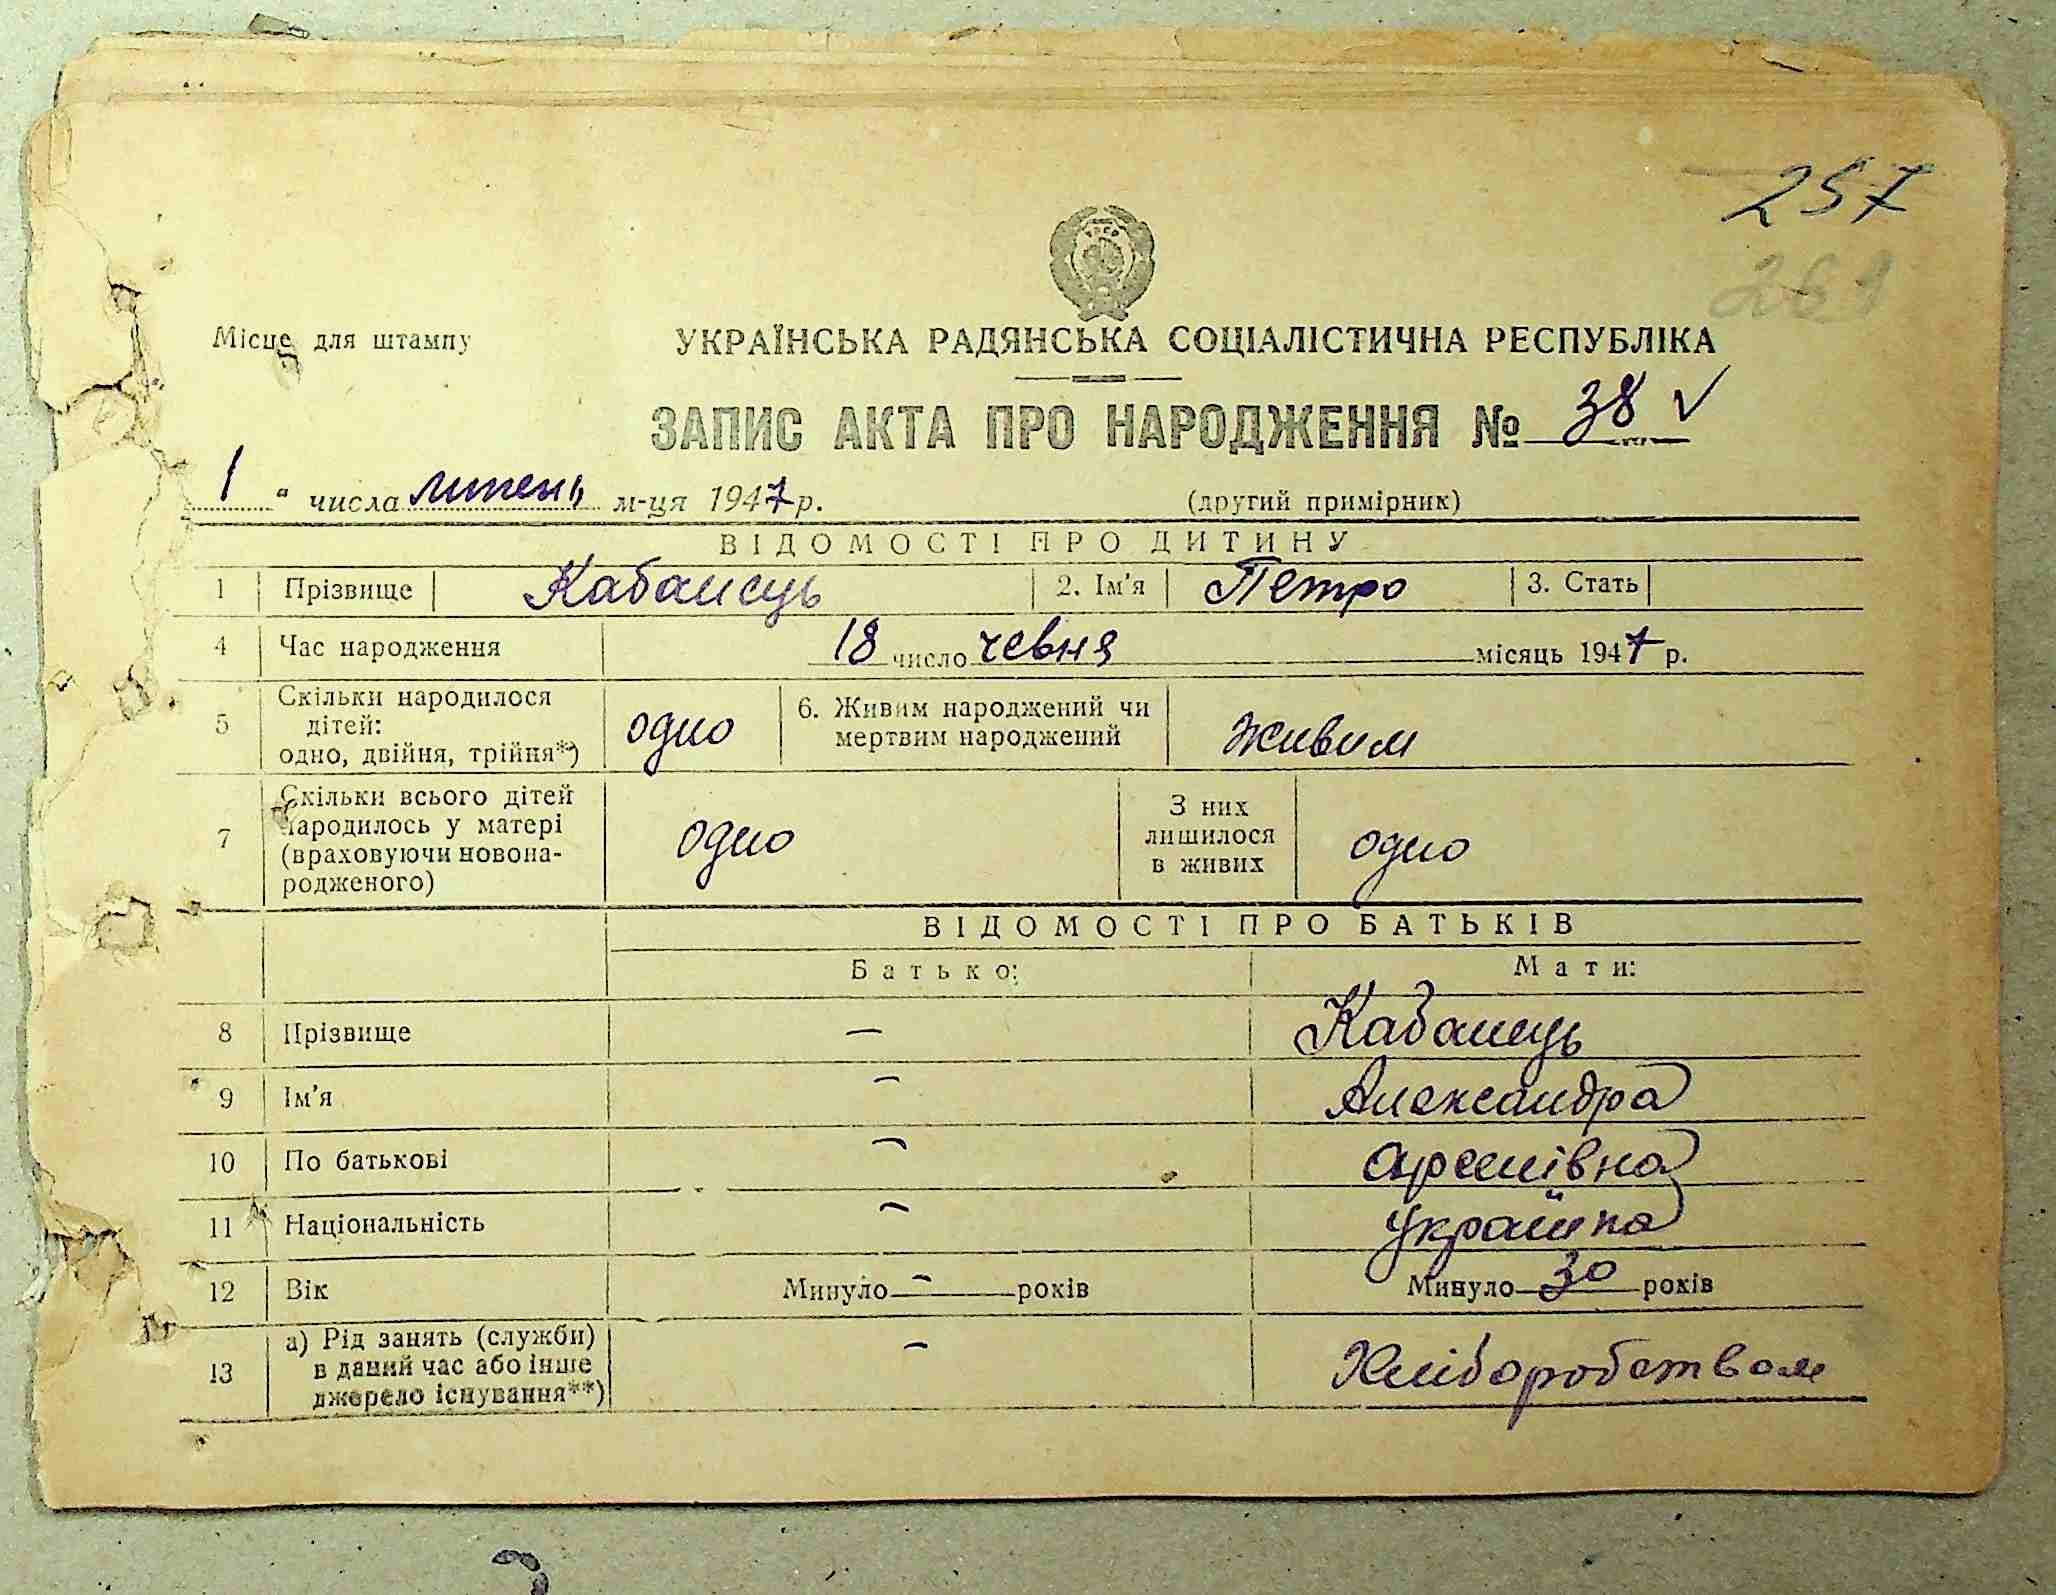 257
261
УРСР
Місце для штампу
УКРАЇНСЬКА РАДЯНСЬКА СОЦІАЛІСТИЧНА РЕСПУБЛІКА
ЗАПИС АКТА ПРО НАРОДЖЕННЯ № 38 ✓
1 " числа липень м-ця 1947 р. (другий примірник)
ВІДОМОСТІ ПРО ДИТИНУ
1 Прізвище Кабанець 2. Ім'я Петро 3. Стать
4 Час народження 18 число чевня місяць 1947 р.
5 Скільки народилося дітей: одно, двійня, трійня*) одно 6. Живим народжений чи мертвим народжений живим
7 Скільки всього дітей народилось у матері (враховуючи новонародженого) одно З них лишилося в живих одно
ВІДОМОСТІ ПРО БАТЬКІВ
Батько: Мати:
8 Прізвище — Кабанець
9 Ім'я — Александра
10 По батькові —
11 Національність — Україпа
12 Вік Минуло - років Минуло 30 років
13 а) Рід занять (служби) в даний час або інше джерело існування**) — Хліборобством